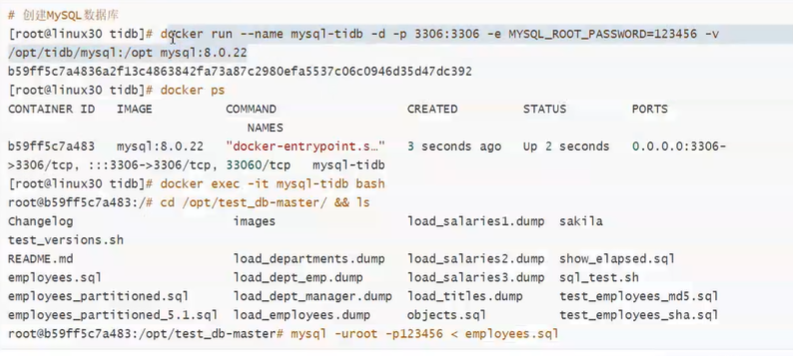 # 创建MySQL数据库
[root@linux30 tidb]# docker run --name mysql-tidb -d -p 3306:3306 -e MYSQL_ROOT_PASSWORD=123456 -v
/opt/tidb/mysql:/opt mysql:8.0.22
b59ff5c7a4836a2f13c4863842fa73a87c2980efa5537c06c0946d35d47dc392
[root@linux30 tidb]# docker ps
CONTAINER ID   IMAGE          COMMAND                  CREATED         STATUS         PORTS
NAMES
b59ff5c7a483   mysql:8.0.22   "docker-entrypoint.s…"   3 seconds ago   Up 2 seconds   0.0.0.0:3306-
>3306/tcp, :::3306->3306/tcp, 33060/tcp   mysql-tidb
[root@linux30 tidb]# docker exec -it mysql-tidb bash
root@b59ff5c7a483:/# cd /opt/test_db-master/ && ls
Changelog                      images                  load_salaries1.dump  sakila
test_versions.sh
README.md                      load_departments.dump   load_salaries2.dump  show_elapsed.sql
employees.sql                  load_dept_emp.dump      load_salaries3.dump  sql_test.sh
employees_partitioned.sql      load_dept_manager.dump  load_titles.dump     test_employees_md5.sql
employees_partitioned_5.1.sql  load_employees.dump     objects.sql          test_employees_sha.sql
root@b59ff5c7a483:/opt/test_db-master# mysql -uroot -p123456 < employees.sql